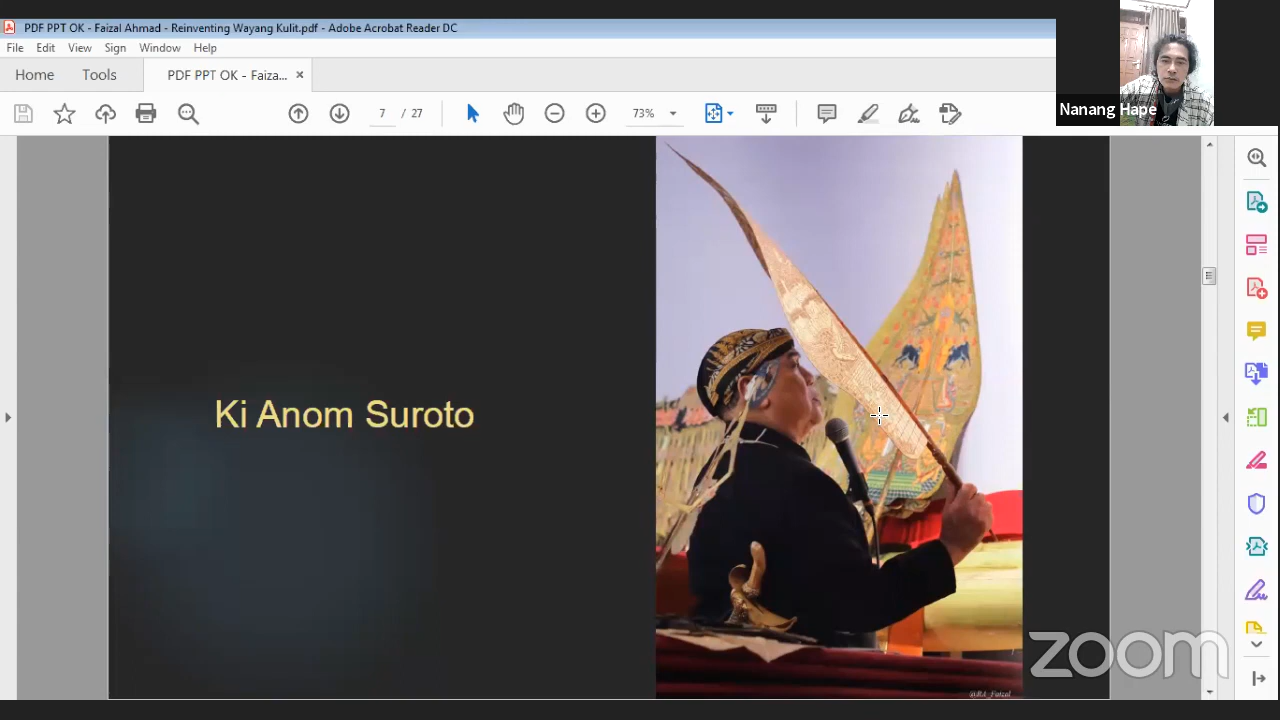 PDF PPT OK - Faizal Ahmad - Reinventing Wayang Kulit.pdf - Adobe Acrobat Reader DC
File Edit View Sign Window Help
Home Tools PDF PPT OK - Faiza... ×
7 / 27 73%
Nanang Hape
Ki Anom Suroto
zoom